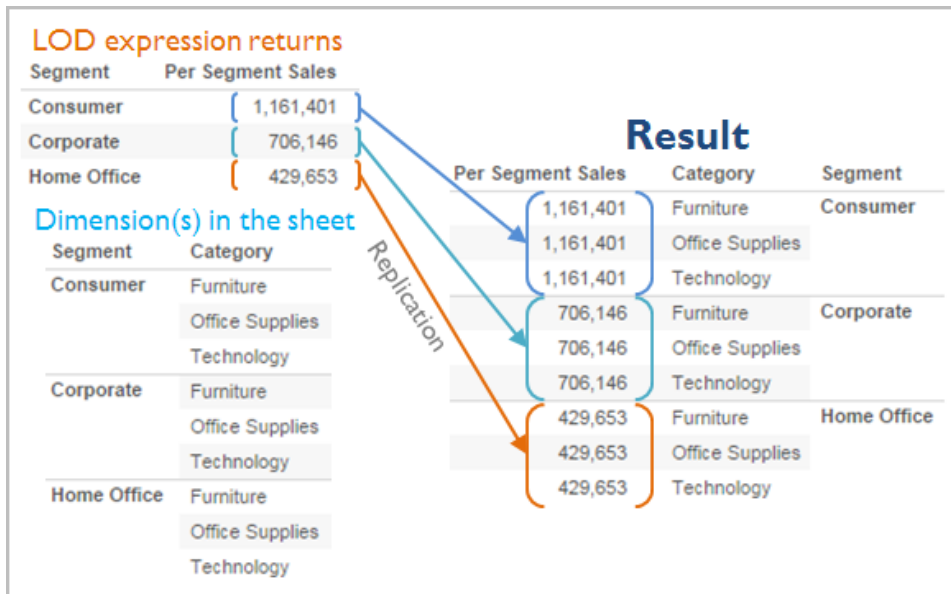 LOD expression returns
Segment Per Segment Sales
Consumer 1,161,401
Corporate 706,146
Home Office 429,653
Dimension(s) in the sheet
Segment Category
Consumer Furniture
Office Supplies
Technology
Corporate Furniture
Office Supplies
Technology
Home Office Furniture
Office Supplies
Technology
Replication
Result
Per Segment Sales Category Segment
1,161,401 Furniture Consumer
1,161,401 Office Supplies
1,161,401 Technology
706,146 Furniture Corporate
706,146 Office Supplies
706,146 Technology
429,653 Furniture Home Office
429,653 Office Supplies
429,653 Technology